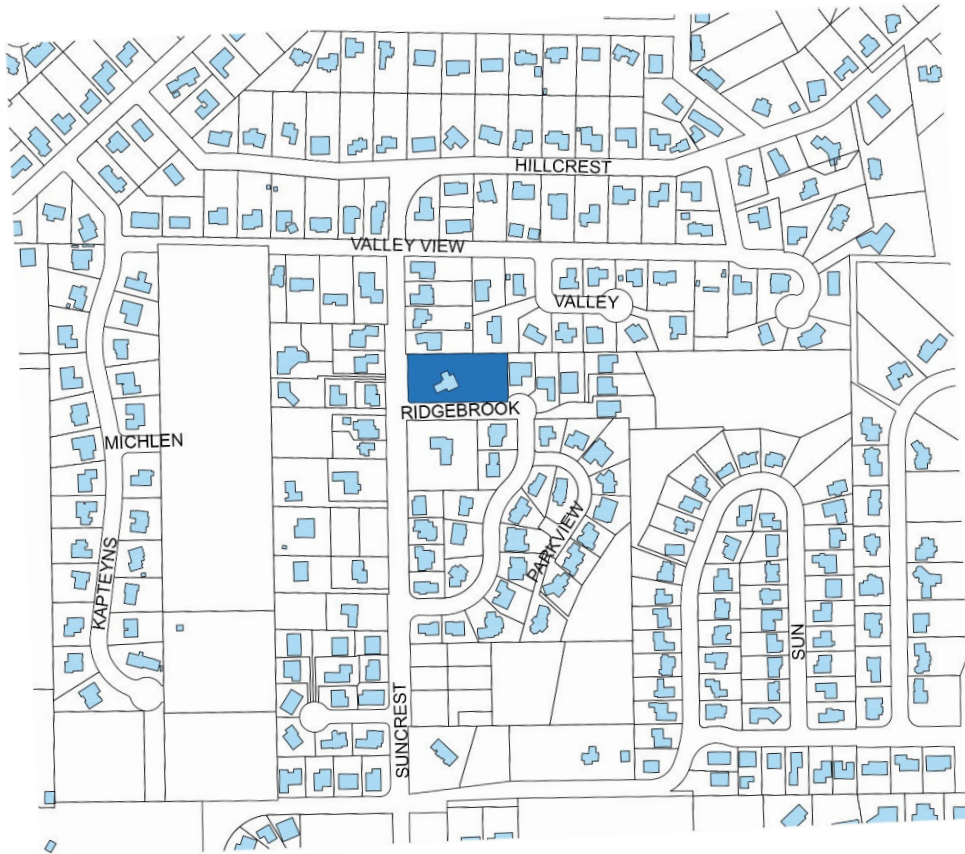 HILLCREST
VALLEY VIEW
VALLEY
RIDGEBROOK
MICHLEN
PARKVIEW
KAPTEYNS
SUN
SUNCREST